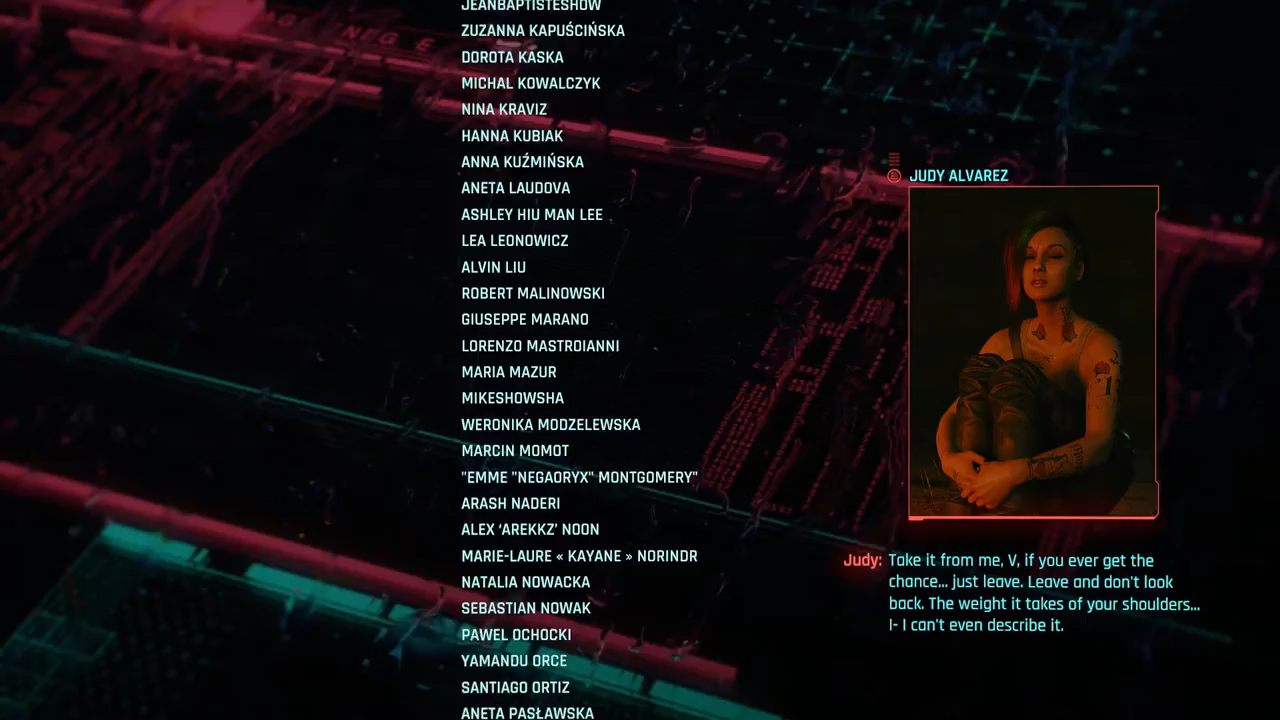 JEANBAPTISTESHOW
ZUZANNA KAPUŚCIŃSKA
DOROTA KASKA
MICHAL KOWALCZYK
NINA KRAVIZ
HANNA KUBIAK
ANNA KUŹMIŃSKA
ANETA LAUDOVA
ASHLEY HIU MAN LEE
LEA LEONOWICZ
ALVIN LIU
ROBERT MALINOWSKI
GIUSEPPE MARANO
LORENZO MASTROIANNI
MARIA MAZUR
MIKESHOWSHA
WERONIKA MODZELEWSKA
MARCIN MOMOT
"EMME "NEGAORYX" MONTGOMERY"
ARASH NADERI
ALEX ‘AREKKZ’ NOON
MARIE-LAURE « KAYANE » NORINDR
NATALIA NOWACKA
SEBASTIAN NOWAK
PAWEL OCHOCKI
YAMANDU ORCE
SANTIAGO ORTIZ
ANETA PASŁAWSKA
JUDY ALVAREZ
Judy: Take it from me, V, if you ever get the
chance... just leave. Leave and don't look
back. The weight it takes of your shoulders...
I- I can't even describe it.